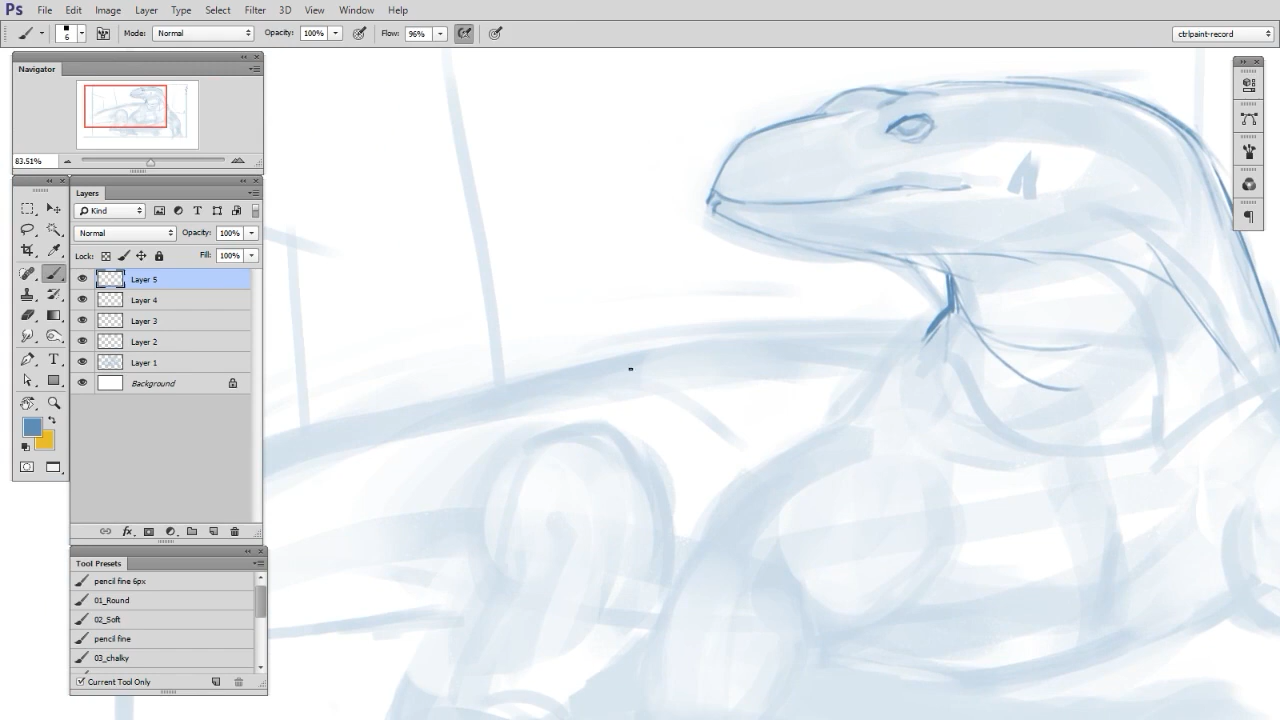 Ps File Edit Image Layer Type Select Filter 3D View Window Help
6 Mode: Normal Opacity: 100% Flow: 96% ctrlpaint-record
Navigator
83.51%
Layers
Kind T
Normal Opacity: 100%
Lock: Fill: 100%
Layer 5
Layer 4
Layer 3
Layer 2
Layer 1
Background
T
fx
Tool Presets
pencil fine 6px
01_Round
02_Soft
pencil fine
03_chalky
Current Tool Only